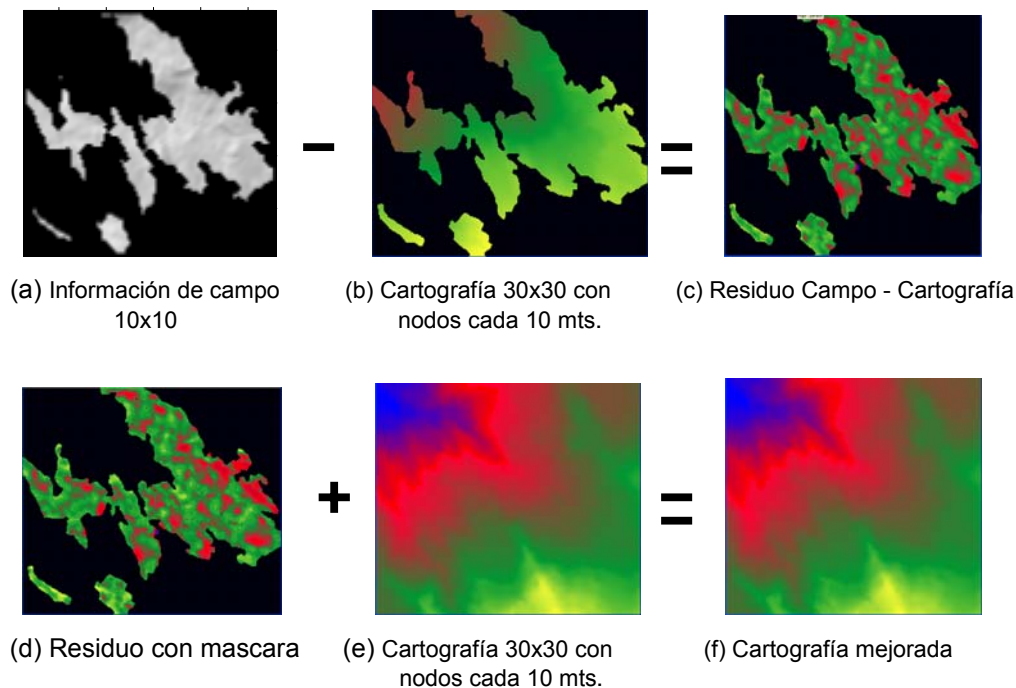 (a) Información de campo
10x10
(b) Cartografía 30x30 con
nodos cada 10 mts.
(c) Residuo Campo - Cartografía
(d) Residuo con mascara
(e) Cartografía 30x30 con
nodos cada 10 mts.
(f) Cartografía mejorada